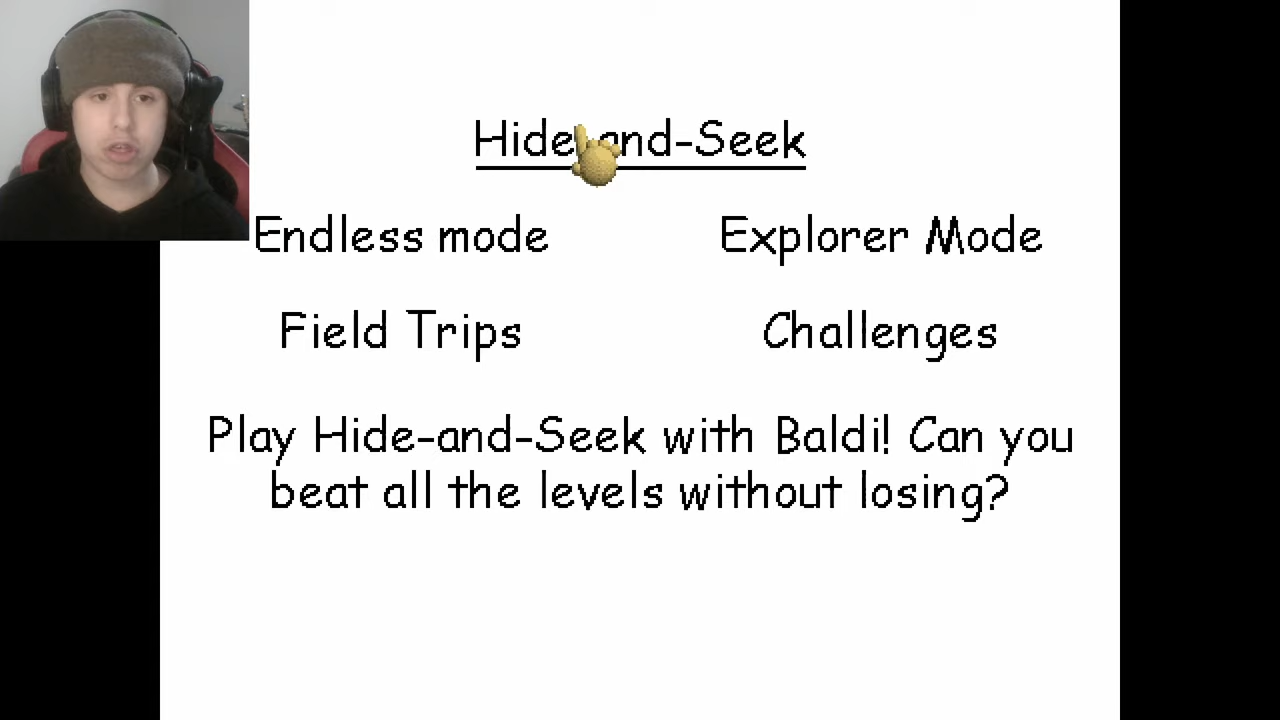 Hide-and-Seek
Endless mode
Explorer Mode
Field Trips
Challenges
Play Hide-and-Seek with Baldi! Can you
beat all the levels without losing?